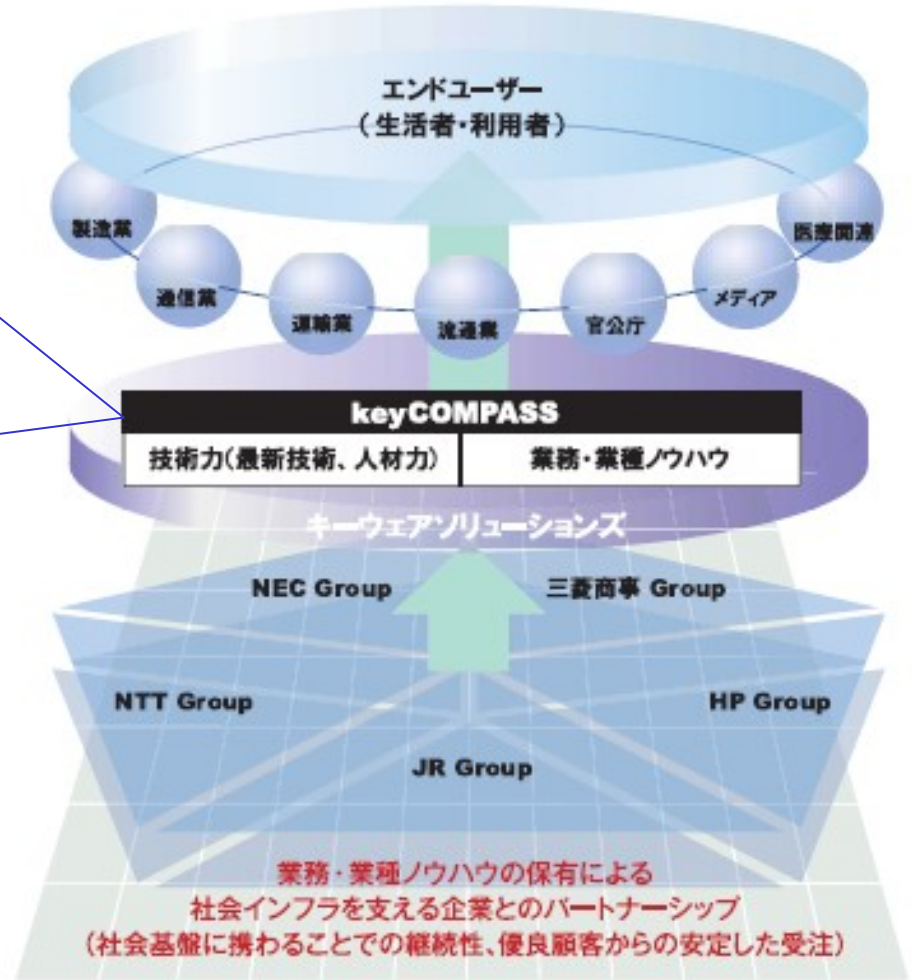 エンドユーザー
(生活者・利用者)
製造業
医療関連
通信業
メディア
運輸業
流通業
官公庁
keyCOMPASS
技術力(最新技術、人材力)
業務・業種ノウハウ
キーウェアソリューションズ
NEC Group
三菱商事 Group
NTT Group
HP Group
JR Group
業務・業種ノウハウの保有による
社会インフラを支える企業とのパートナーシップ
(社会基盤に携わることでの継続性、優良顧客からの安定した受注)